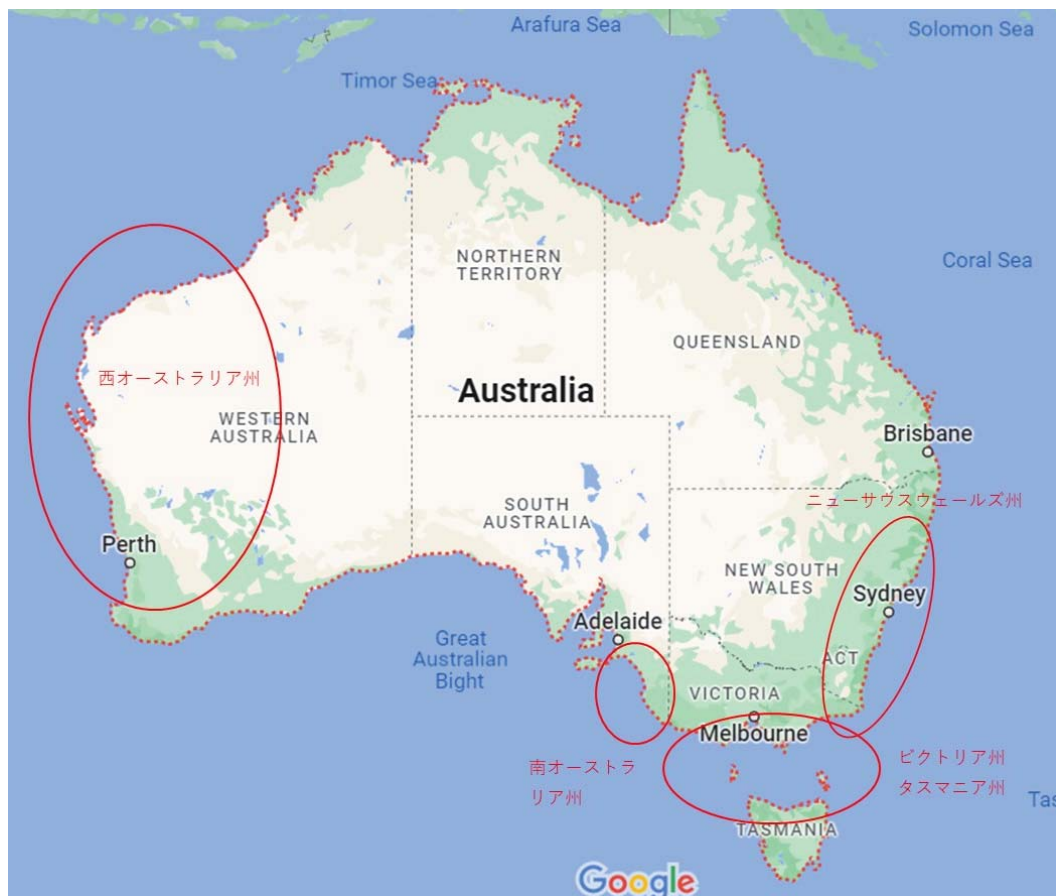 Arafura Sea
Solomon Sea
Timor Sea
NORTHERN
TERRITORY
Coral Sea
QUEENSLAND
西オーストラリア州
Australia
WESTERN
AUSTRALIA
Brisbane
ニューサウスウェールズ州
SOUTH
AUSTRALIA
Perth
NEW SOUTH
WALES
Sydney
Adelaide
Great
Australian
Bight
ACT
VICTORIA
Melbourne
南オーストラ
リア州
ビクトリア州
タスマニア州
Tas
TASMANIA
Google